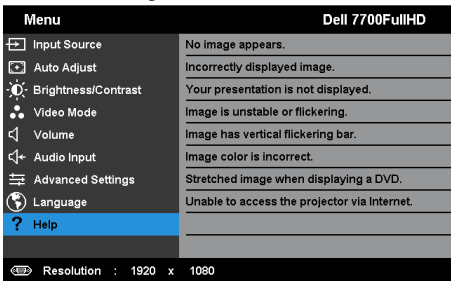 Menu Dell 7700FullHD
Input Source No image appears.
Auto Adjust Incorrectly displayed image.
Brightness/Contrast Your presentation is not displayed.
Video Mode Image is unstable or flickering.
Volume Image has vertical flickering bar.
Audio Input Image color is incorrect.
Advanced Settings Stretched image when displaying a DVD.
Language Unable to access the projector via Internet.
? Help
Resolution : 1920 x 1080